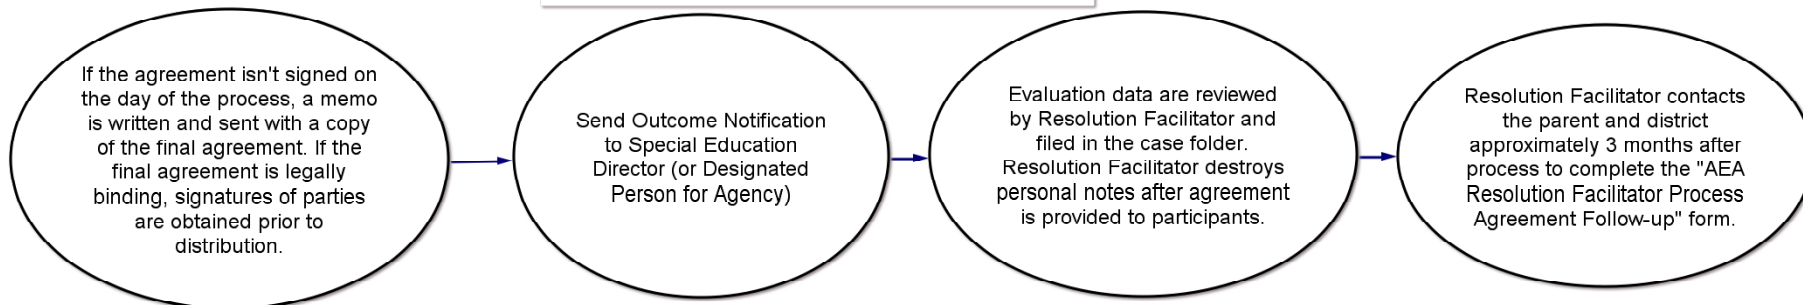 If the agreement isn't signed on
the day of the process, a memo
is written and sent with a copy
of the final agreement. If the
final agreement is legally
binding, signatures of parties
are obtained prior to
distribution.
Send Outcome Notification
to Special Education
Director (or Designated
Person for Agency)
Evaluation data are reviewed
by Resolution Facilitator and
filed in the case folder.
Resolution Facilitator destroys
personal notes after agreement
is provided to participants.
Resolution Facilitator contacts
the parent and district
approximately 3 months after
process to complete the "AEA
Resolution Facilitator Process
Agreement Follow-up" form.